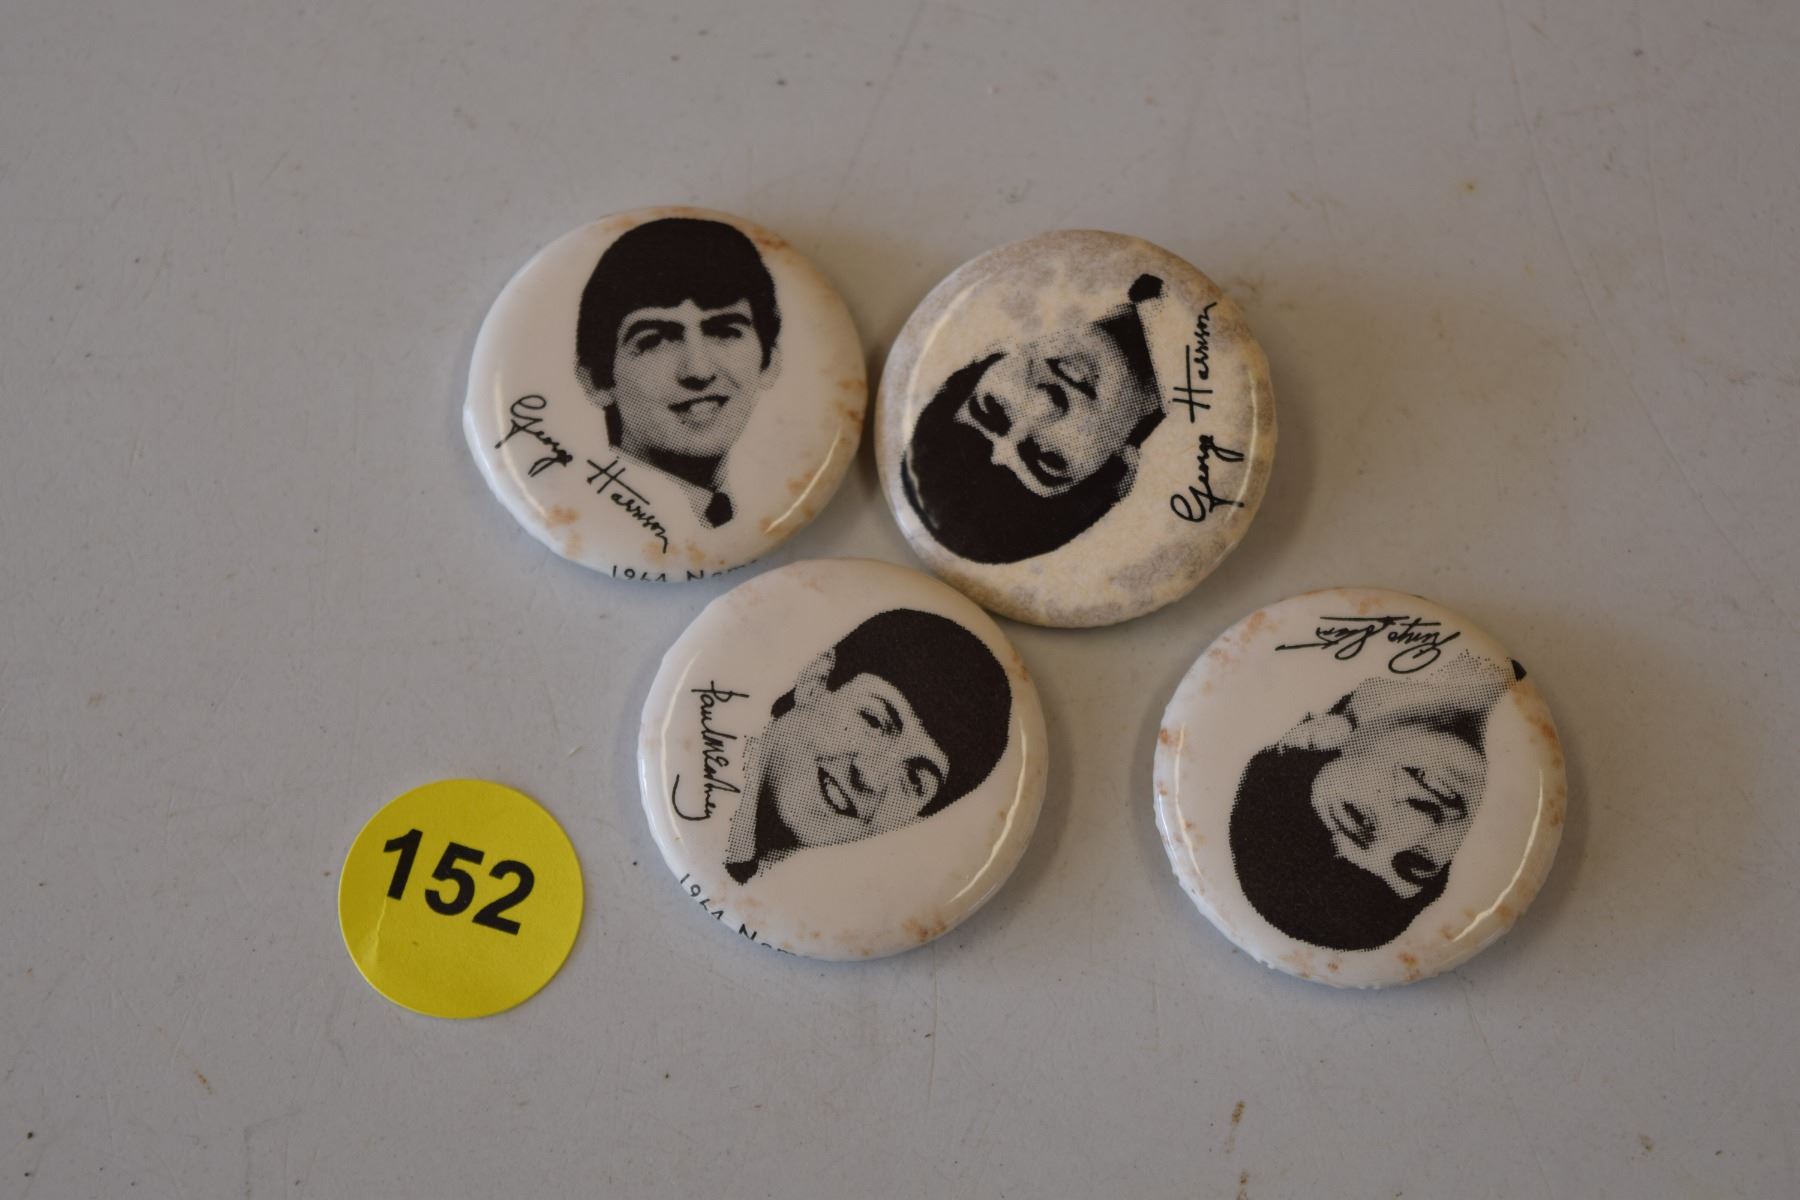 George Harrison
1964
George Harrison
Ringo Starr
Paul McCartney
1964
152